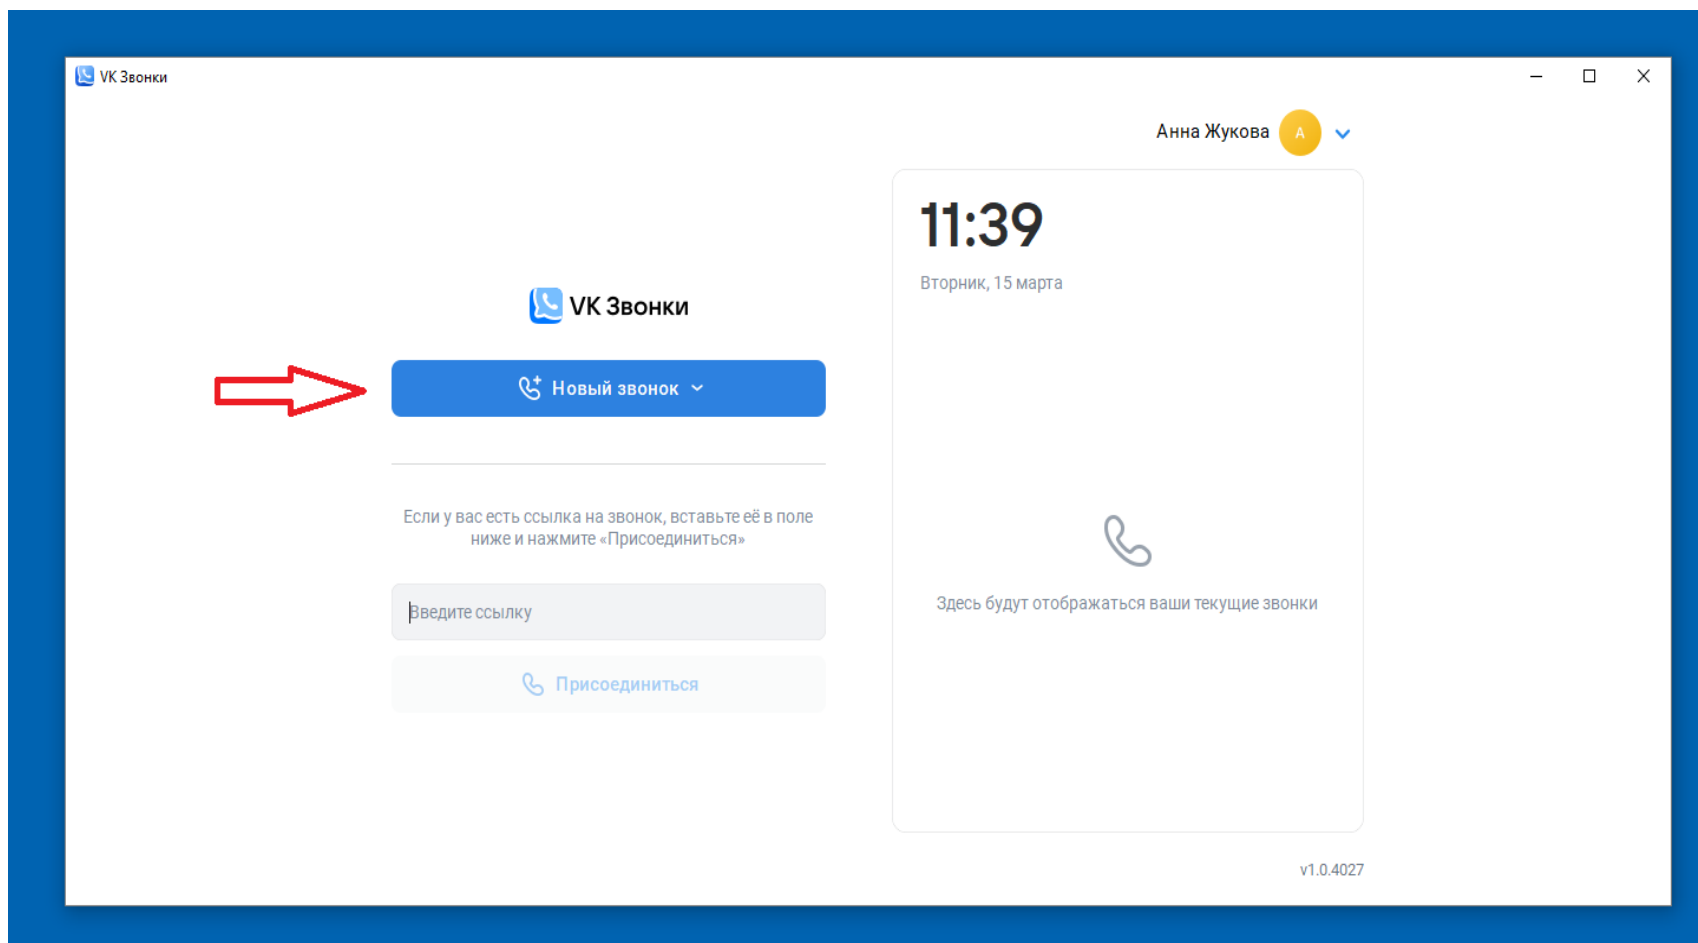 VK Звонки
Анна Жукова
А
11:39
Вторник, 15 марта
VK Звонки
Новый звонок
Если у вас есть ссылка на звонок, вставьте её в поле
ниже и нажмите «Присоединиться»
Введите ссылку
Присоединиться
Здесь будут отображаться ваши текущие звонки
v1.0.4027